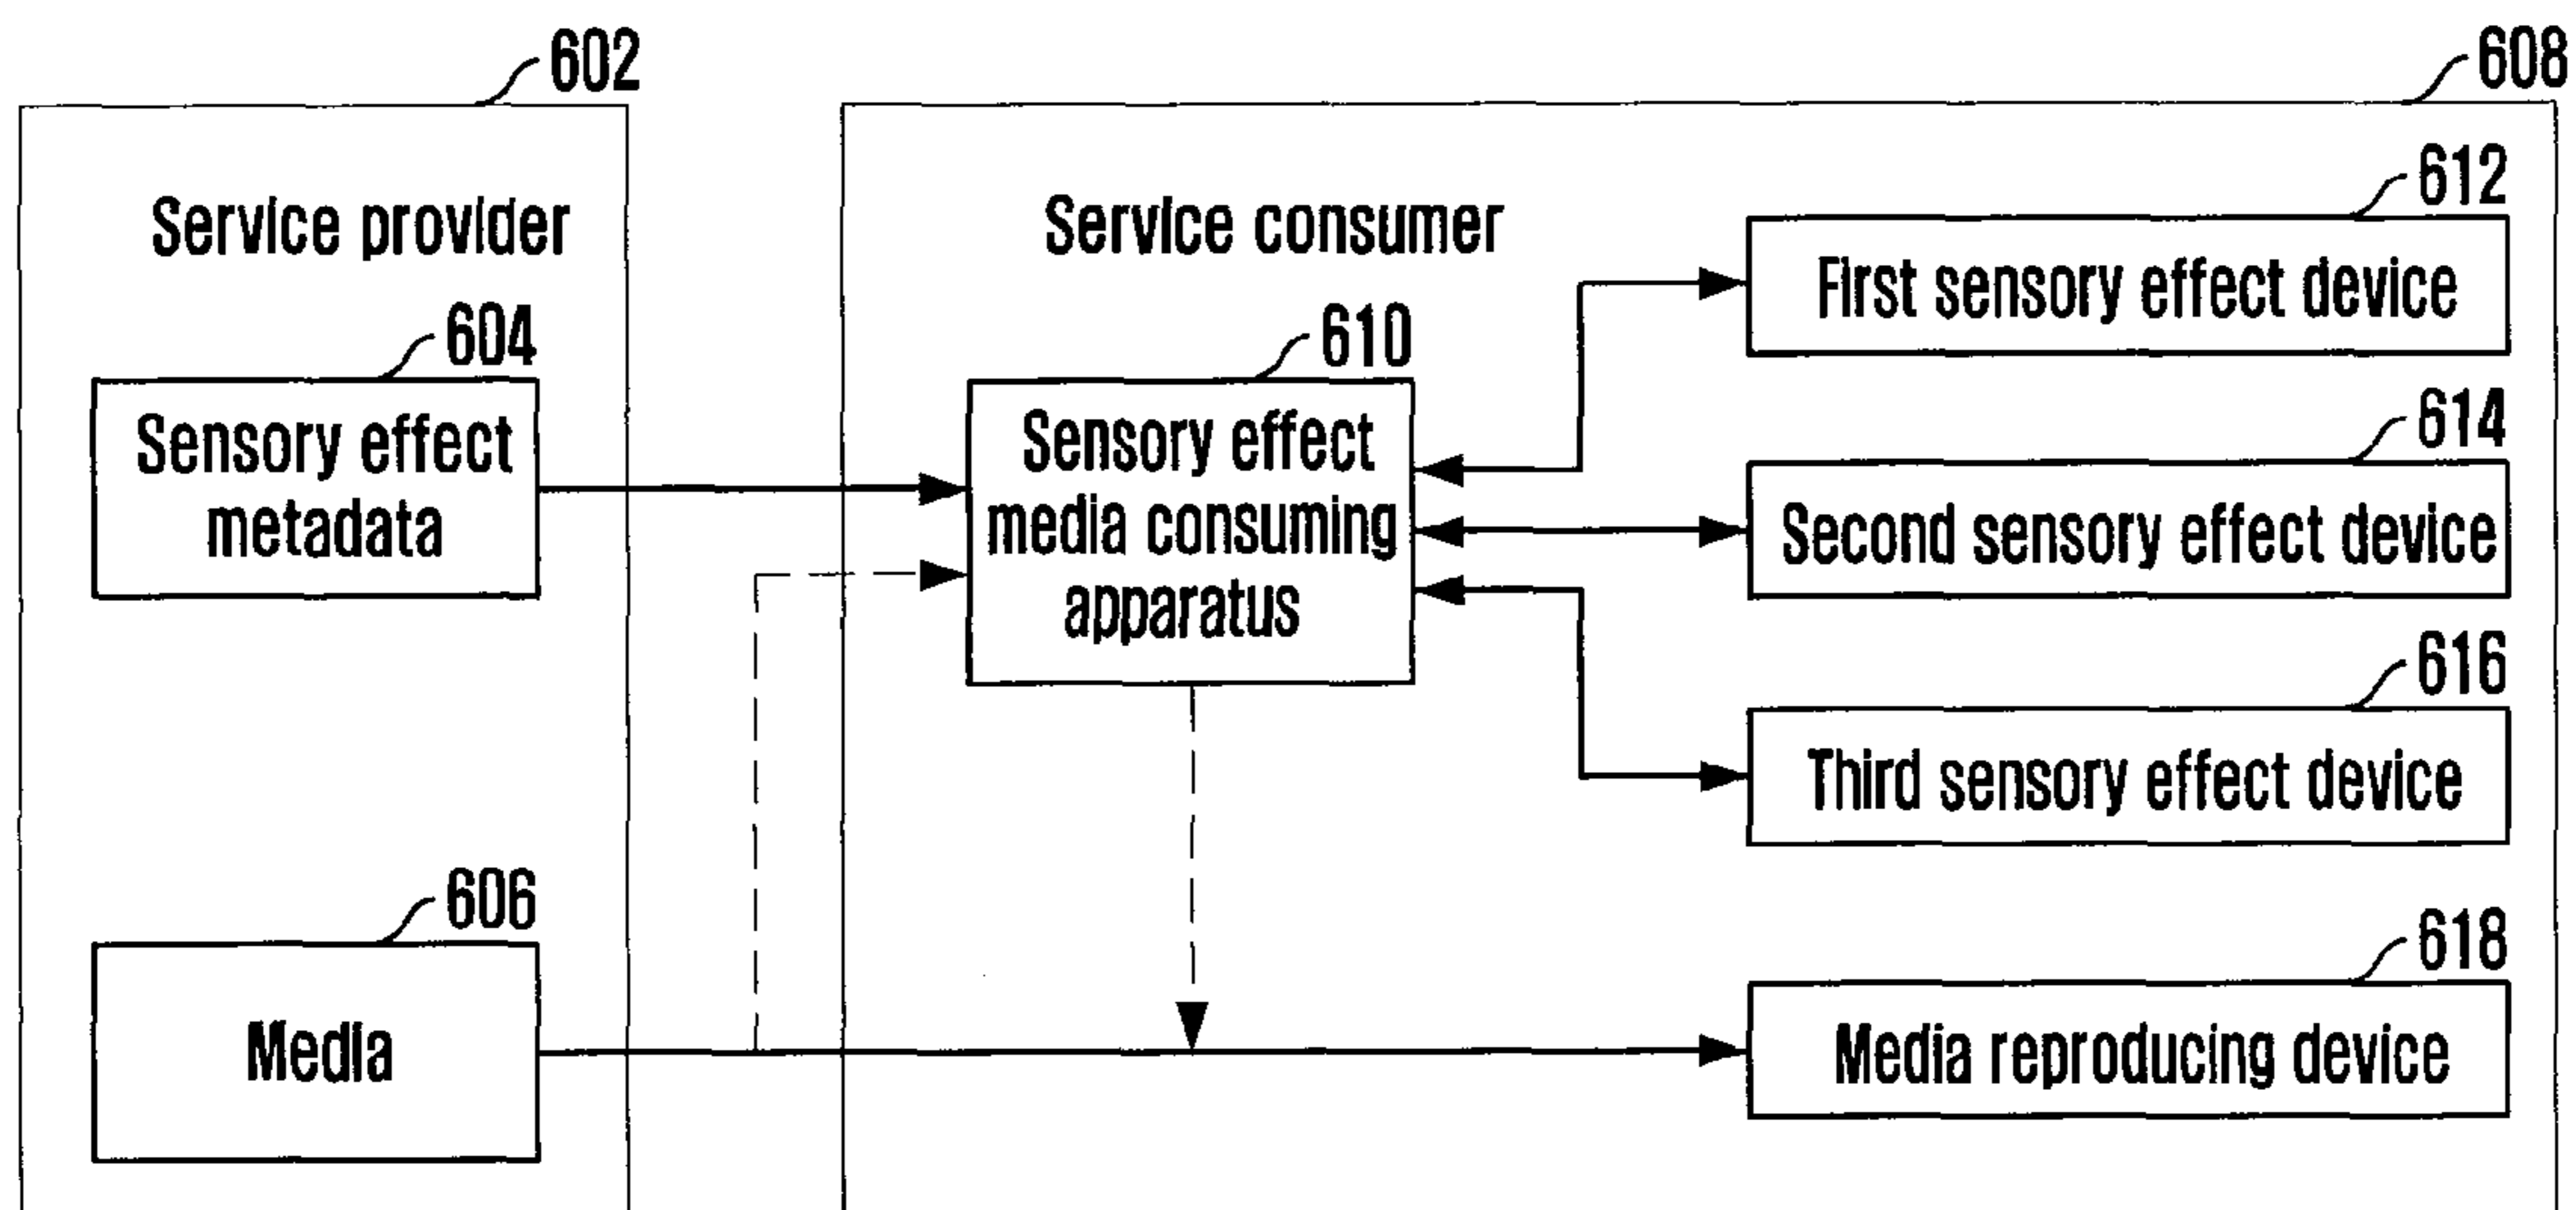 602
Service provider
604
Sensory effect
metadata
606
Media
608
Service consumer
610
Sensory effect
media consuming
apparatus
612
First sensory effect device
614
Second sensory effect device
616
Third sensory effect device
618
Media reproducing device